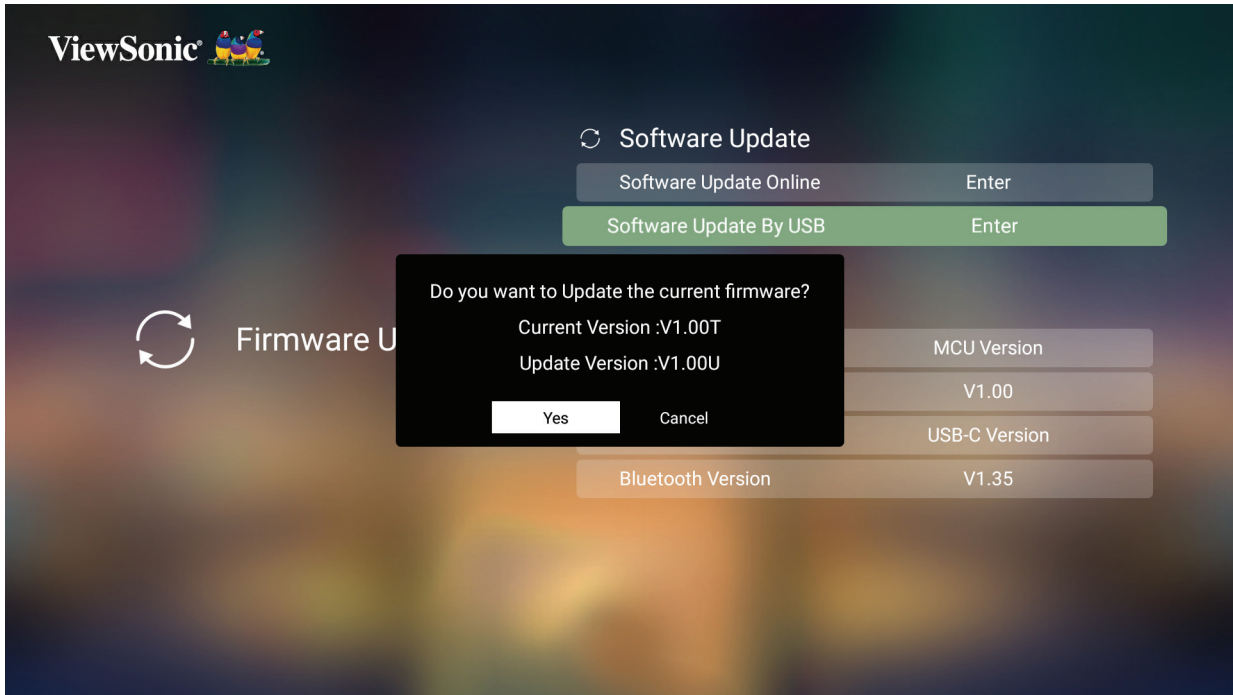 ViewSonic®
Software Update
Software Update Online Enter
Software Update By USB Enter
Do you want to Update the current firmware?
Current Version :V1.00T
Update Version :V1.00U
Yes Cancel
Firmware U
MCU Version
V1.00
USB-C Version
Bluetooth Version V1.35